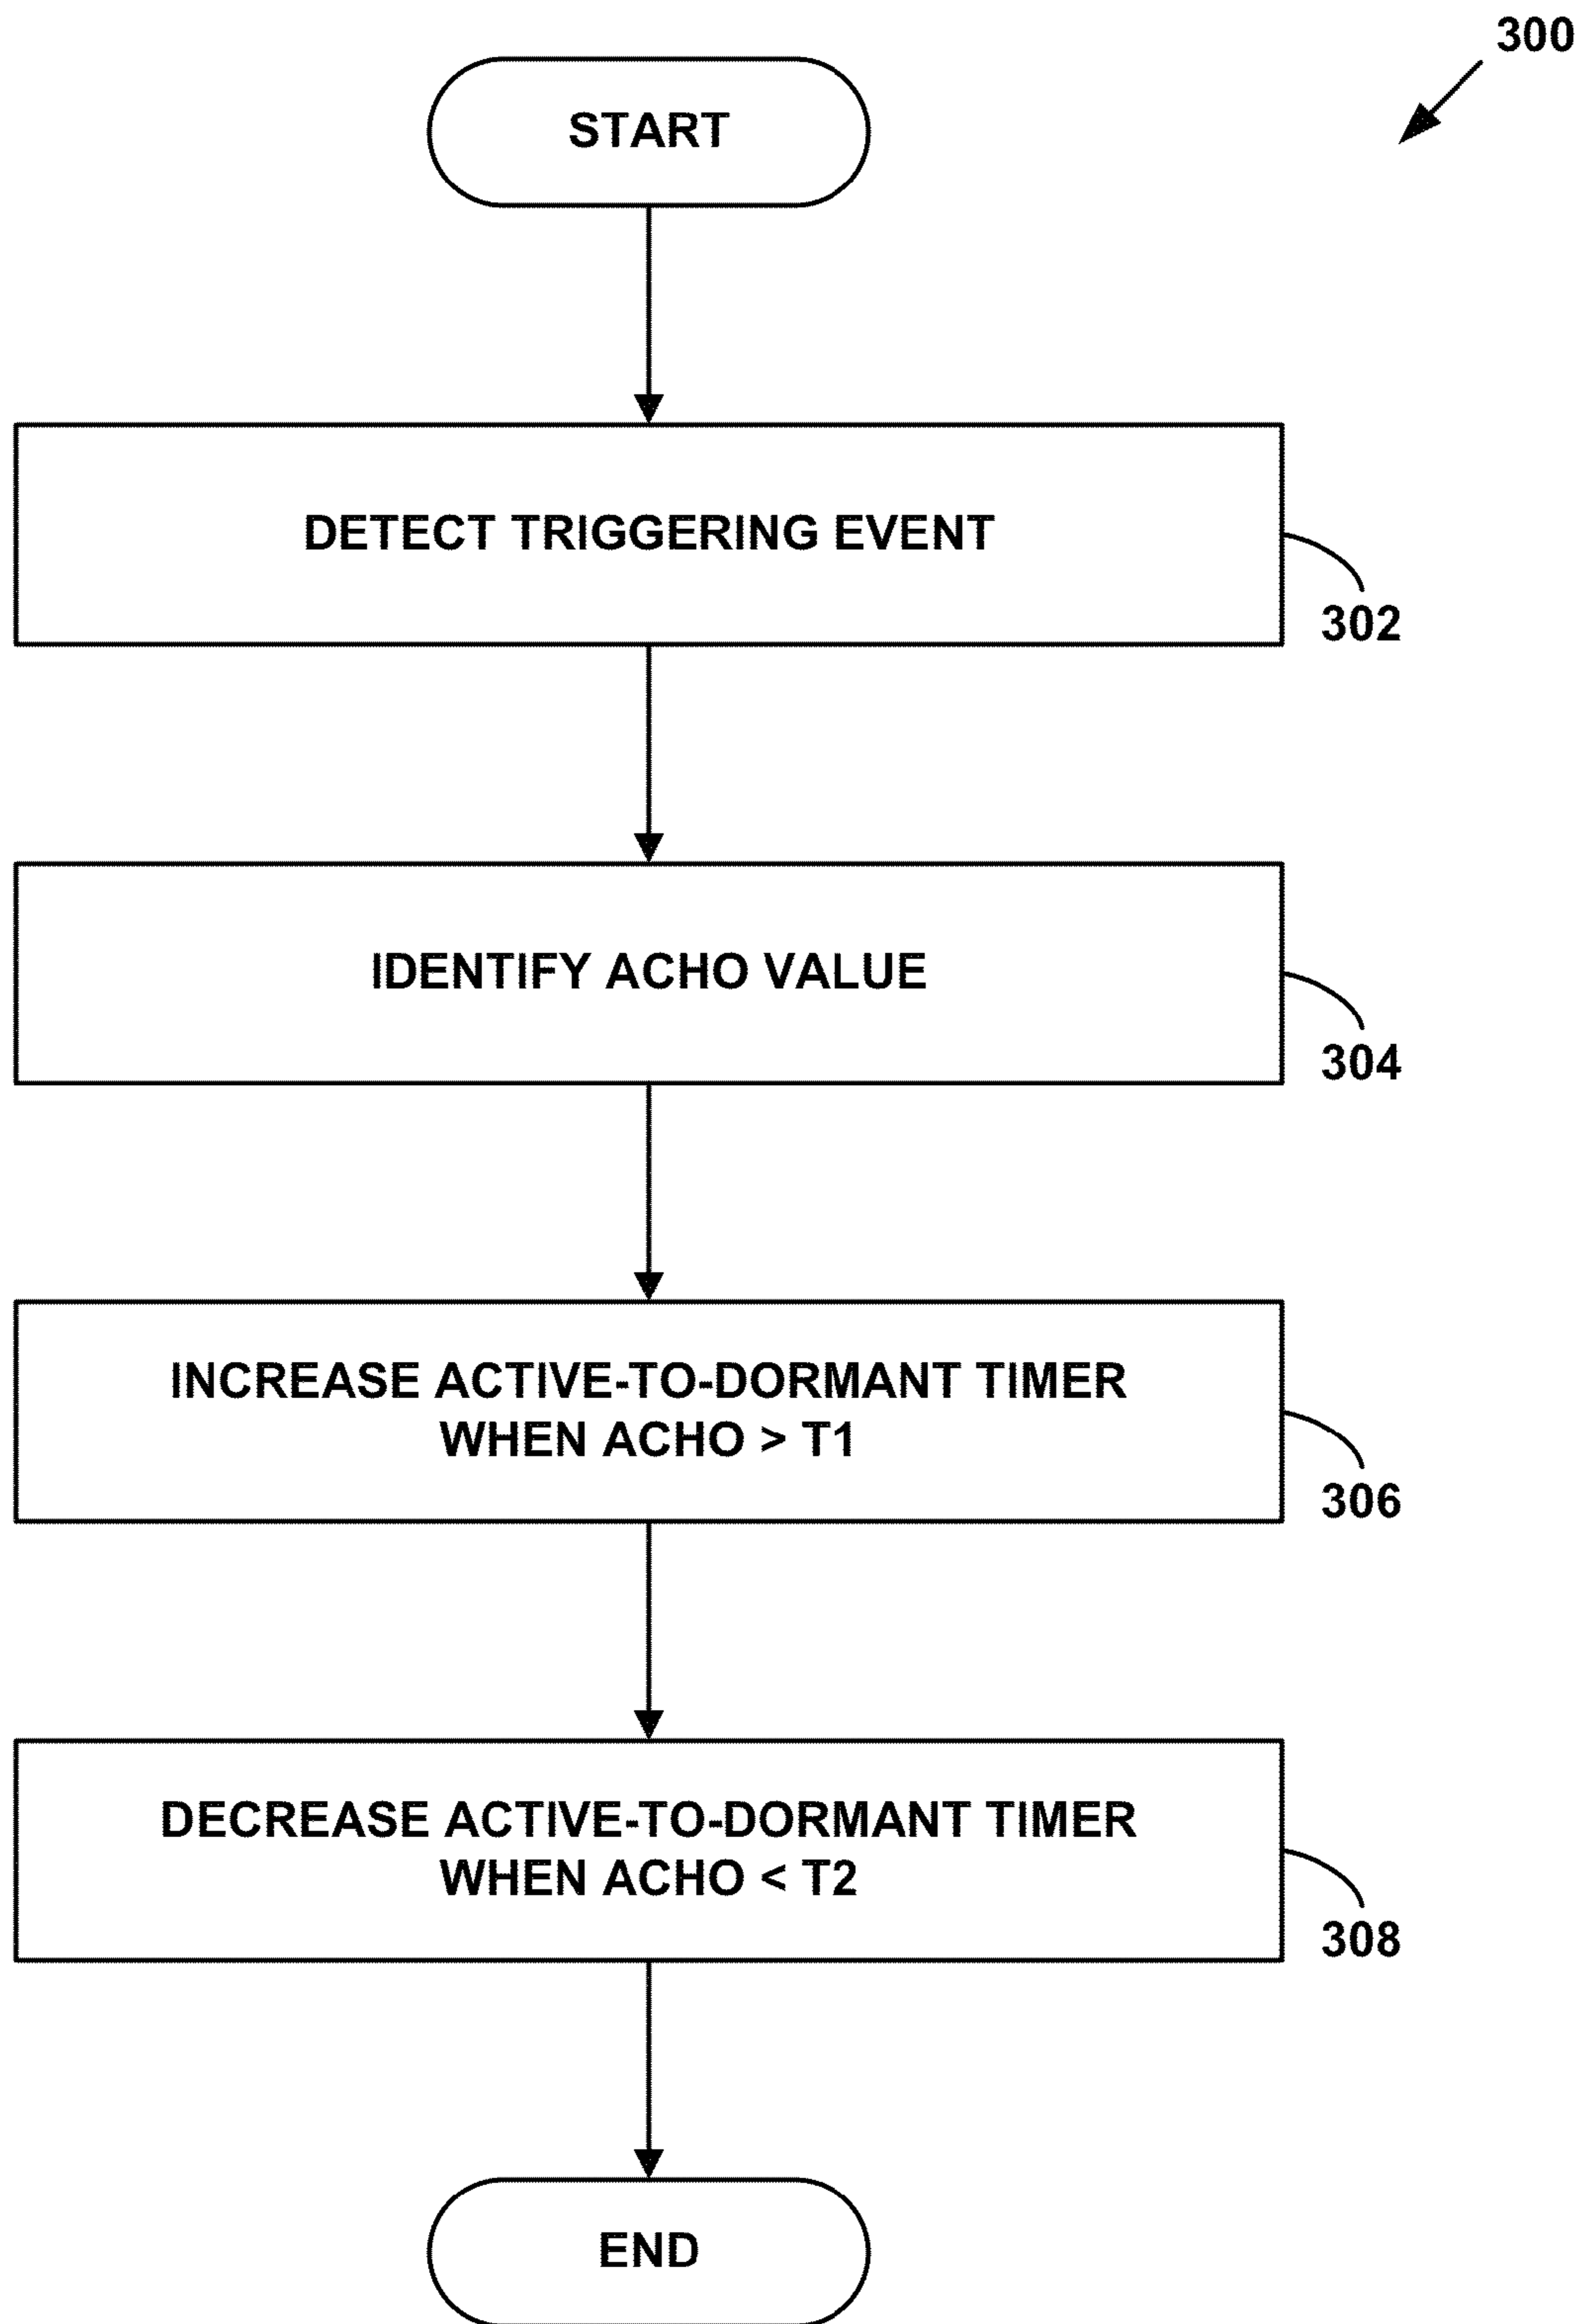 300
START
DETECT TRIGGERING EVENT
302
IDENTIFY ACHO VALUE
304
INCREASE ACTIVE-TO-DORMANT TIMER
WHEN ACHO > T1
306
DECREASE ACTIVE-TO-DORMANT TIMER
WHEN ACHO < T2
308
END